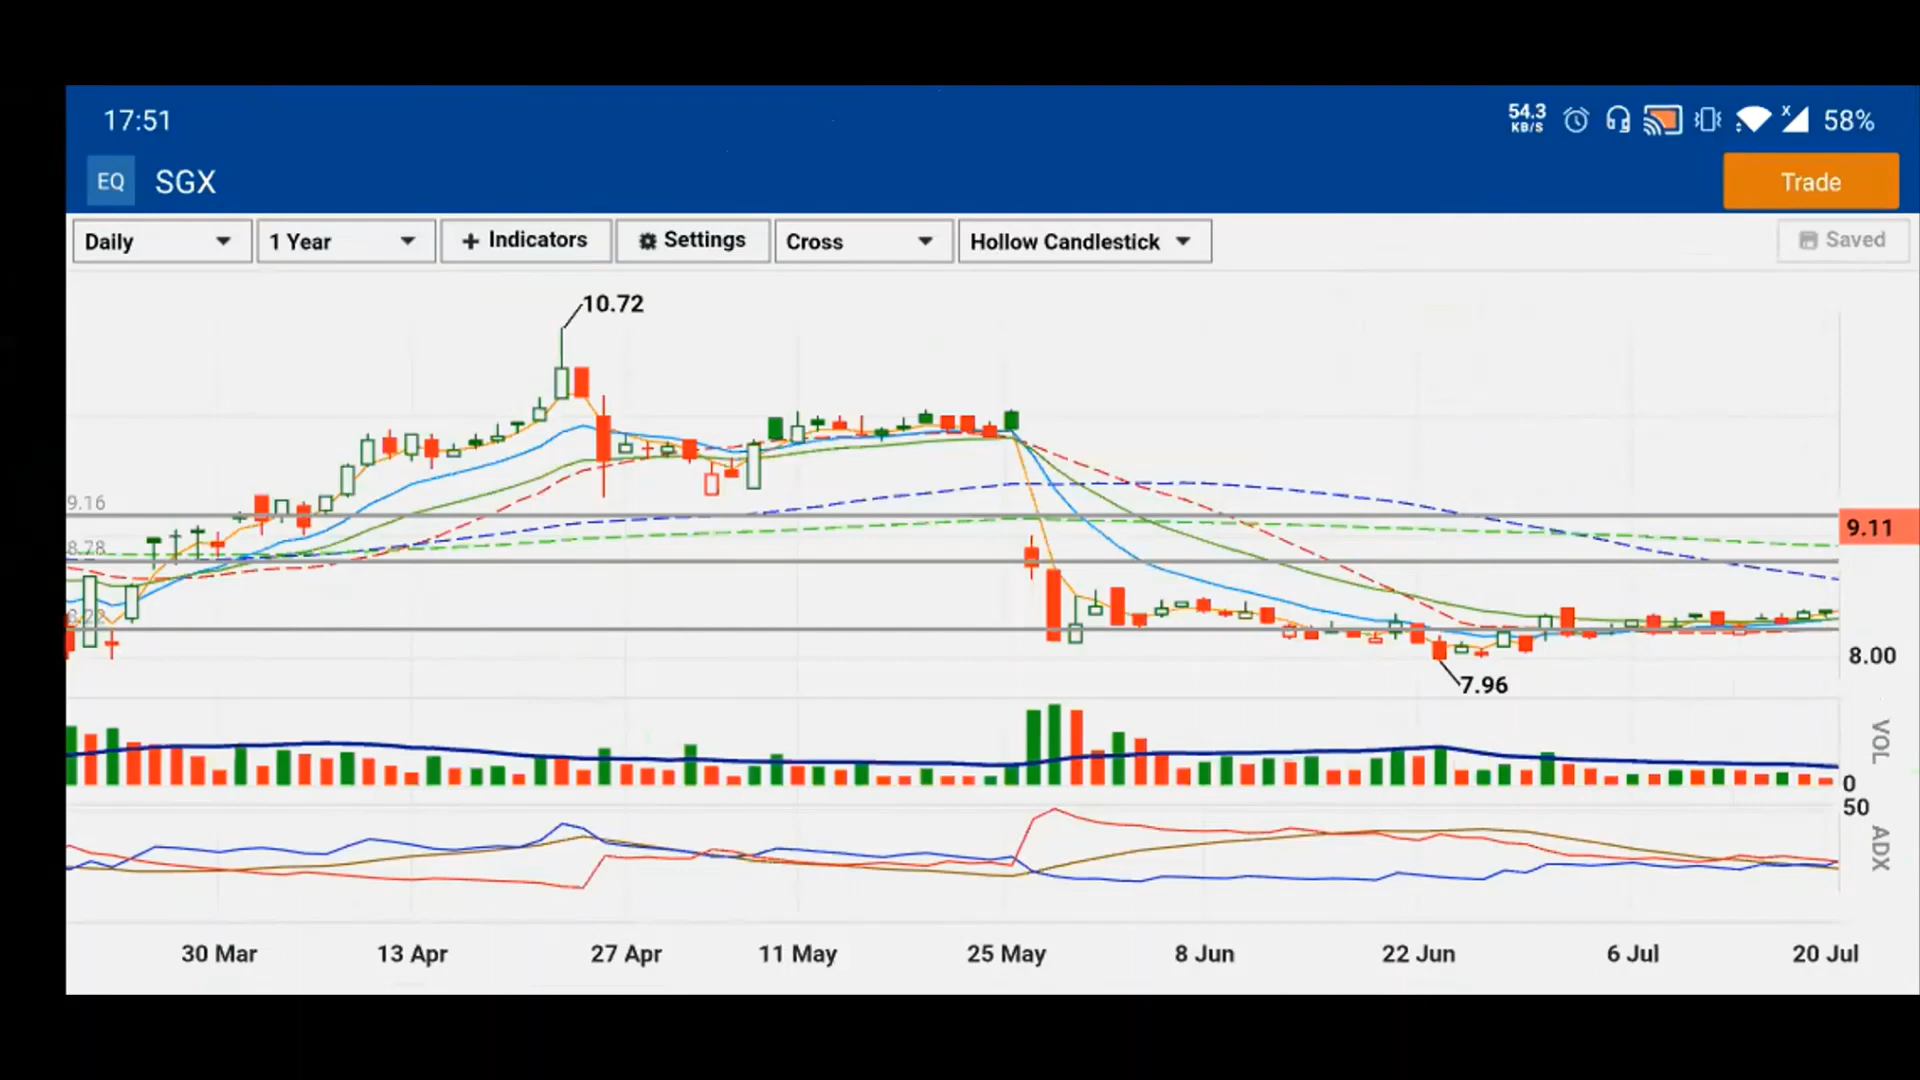 17:51
54.3
KB/S
x
58%
EQ SGX
Trade
Daily
1 Year
+ Indicators
Settings
Cross
Hollow Candlestick
Saved
10.72
9.16
9.11
8.78
8.22
8.00
7.96
VOL
0
50
ADX
30 Mar
13 Apr
27 Apr
11 May
25 May
8 Jun
22 Jun
6 Jul
20 Jul